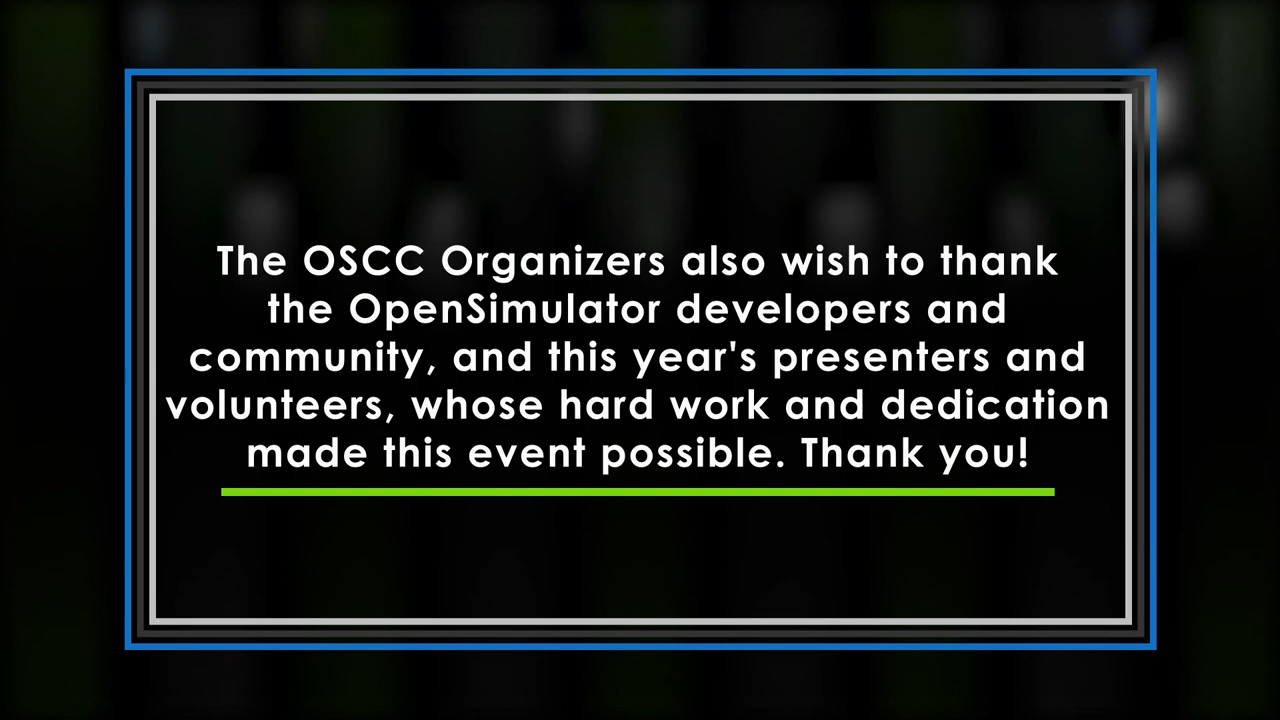 The OSCC Organizers also wish to thank
the OpenSimulator developers and
community, and this year's presenters and
volunteers, whose hard work and dedication
made this event possible. Thank you!